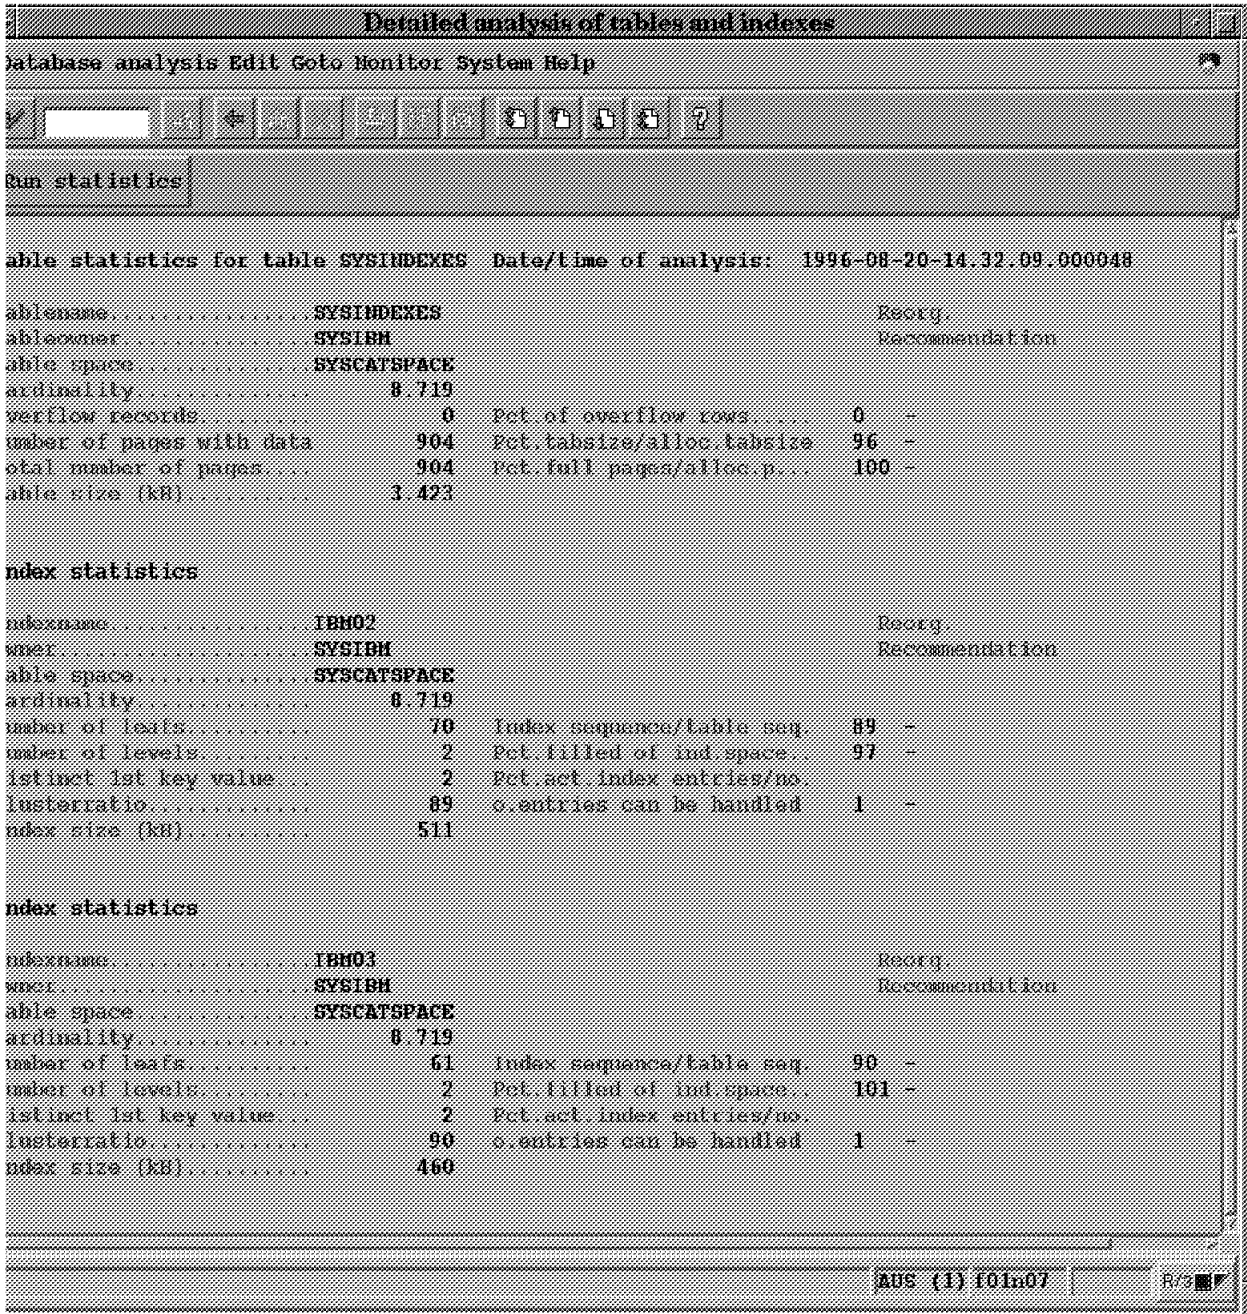 Detailed analysis of tables and indexes
Database analysis Edit Goto Monitor System Help
Run statistics
able statistics for table SYSINDEXES Date/time of analysis: 1996-08-20-14.32.09.000048
ablename................SYSINDEXES Reorg.
ableowner...............SYSIBM Recommendation
able space..............SYSCATSPACE
ardinality.............. 8.719
verflow records......... 0 Pct of overflow rows..... 0 -
umber of pages with data 904 Pct.tabsize/alloc.tabsize 96 -
otal number of pages.... 904 Pct.full pages/alloc.p... 100 -
able size (kB).......... 3.423
ndex statistics
ndexname................IBM02 Reorg.
wner....................SYSIBM Recommendation
able space..............SYSCATSPACE
ardinality.............. 8.719
umber of leafs.......... 70 Index sequence/table seq. 89 -
umber of levels......... 2 Pct.filled of ind.space.. 97 -
istinct 1st key value... 2 Pct.act.index entries/no.
lusterratio............. 89 o.entries can be handled 1 -
ndex size (kB).......... 511
ndex statistics
ndexname................IBM03 Reorg.
wner....................SYSIBM Recommendation
able space..............SYSCATSPACE
ardinality.............. 8.719
umber of leafs.......... 61 Index sequence/table seq. 90 -
umber of levels......... 2 Pct.filled of ind.space.. 101 -
istinct 1st key value... 2 Pct.act.index entries/no.
lusterratio............. 90 o.entries can be handled 1 -
ndex size (kB).......... 460
AUS (1) f01n07 R/3